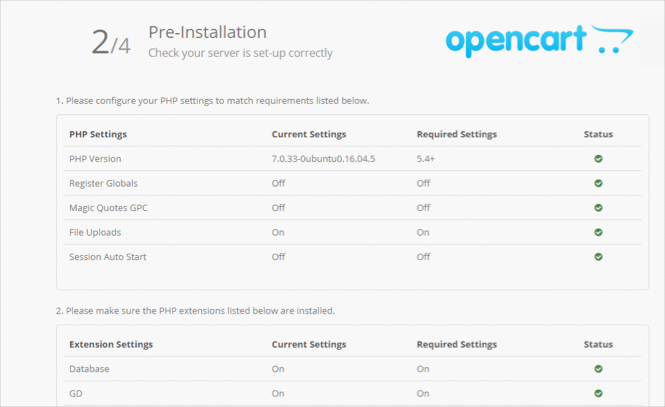 2/4
Pre-Installation
Check your server is set-up correctly
opencart
1. Please configure your PHP settings to match requirements listed below.
PHP Settings Current Settings Required Settings Status
PHP Version 7.0.33-0ubuntu0.16.04.5 5.4+
Register Globals Off Off
Magic Quotes GPC Off Off
File Uploads On On
Session Auto Start Off Off
2. Please make sure the PHP extensions listed below are installed.
Extension Settings Current Settings Required Settings Status
Database On On
GD On On